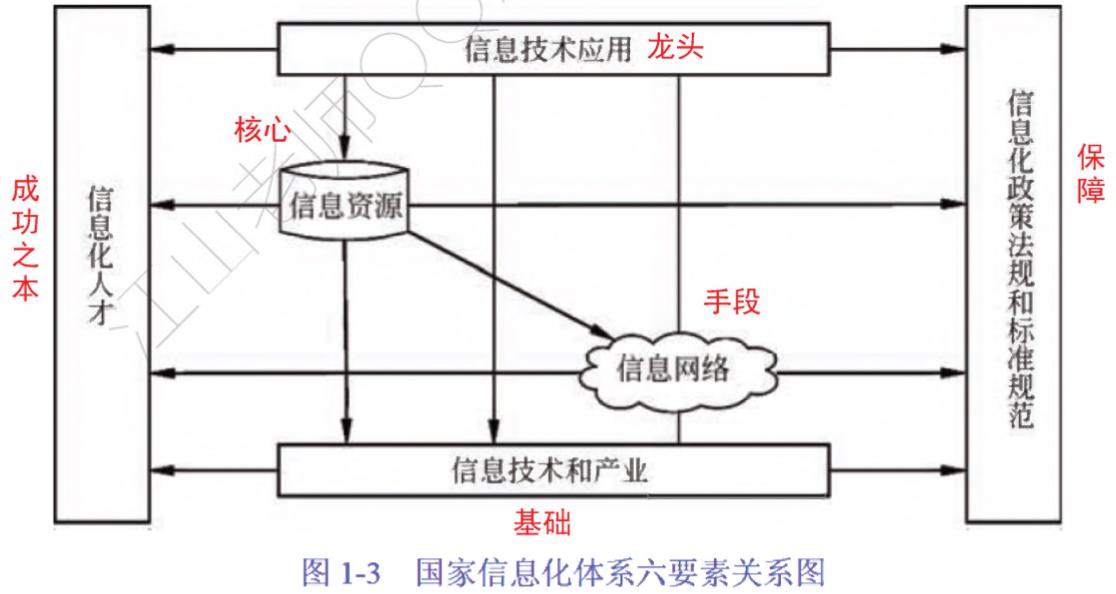 信息技术应用 龙头
核心
信息资源
成功之本
信息化人才
手段
信息网络
信息化政策法规和标准规范
保障
信息技术和产业
基础
江山老师QQ
图 1-3 国家信息化体系六要素关系图